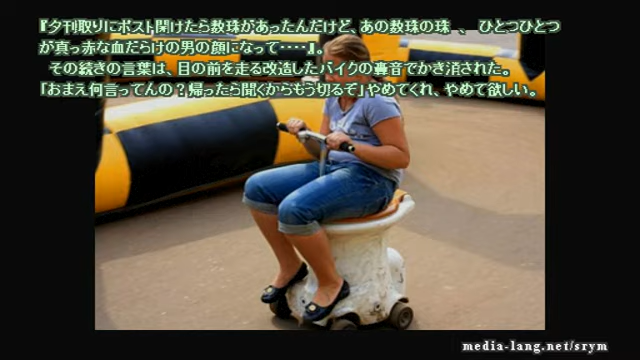 『夕刊取りにポスト開けたら数珠があったんだけど、あの数珠の珠、ひとつひとつ
が真っ赤な血だらけの男の顔になって‥‥』。
その続きの言葉は、目の前を走る改造したバイクの轟音でかき消された。
「おまえ何言ってんの？帰ったら聞くからもう切るぞ」やめてくれ、やめて欲しい。
media-lang.net/srym